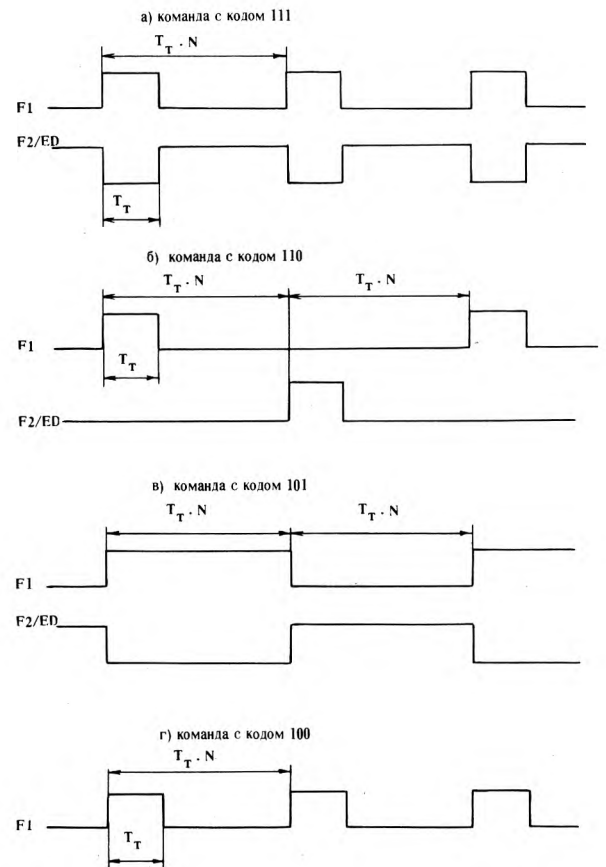 а) команда с кодом 111
T_T · N
F1
F2/ED
T_T
б) команда с кодом 110
T_T · N T_T · N
F1
T_T
F2/ED
в) команда с кодом 101
T_T · N T_T · N
F1
F2/ED
г) команда с кодом 100
T_T · N
F1
T_T